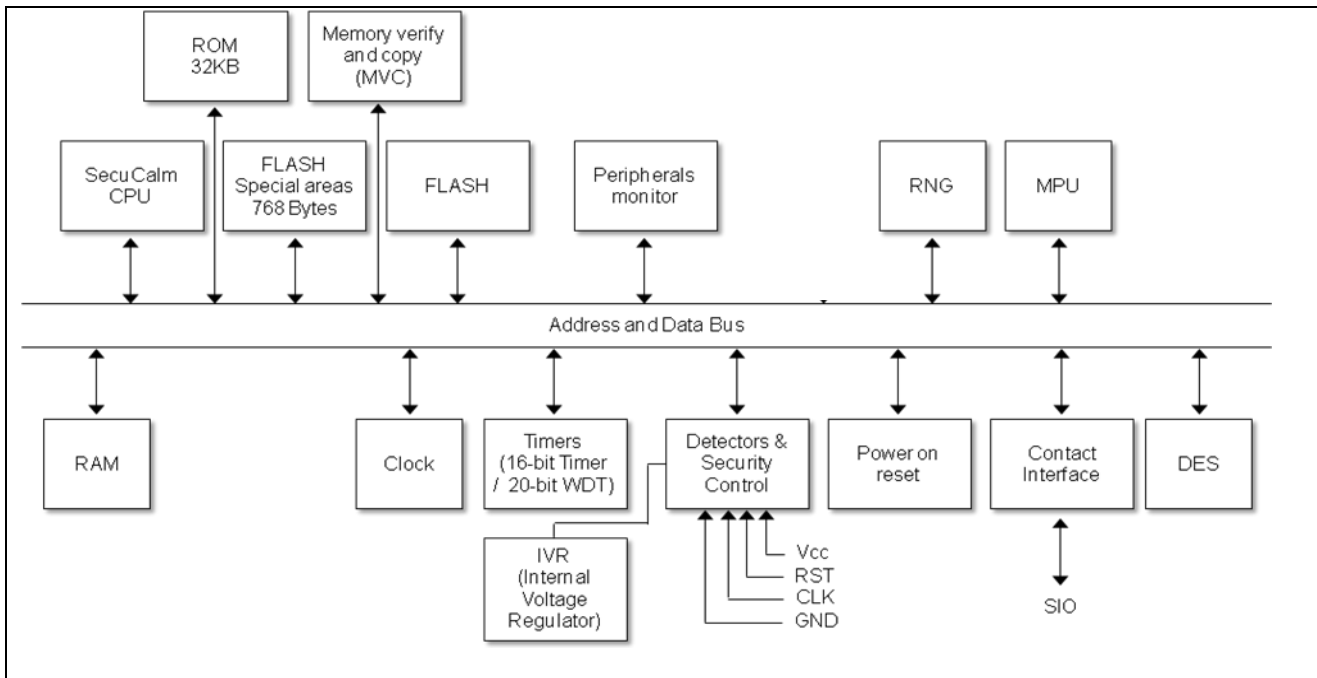 ROM
32KB
Memory verify
and copy
(MVC)
SecuCalm
CPU
FLASH
Special areas
768 Bytes
FLASH
Peripherals
monitor
RNG
MPU
Address and Data Bus
RAM
Clock
Timers
(16-bit Timer
/ 20-bit WDT)
Detectors &
Security
Control
Power on
reset
Contact
Interface
DES
IVR
(Internal
Voltage
Regulator)
Vcc
RST
CLK
GND
SIO